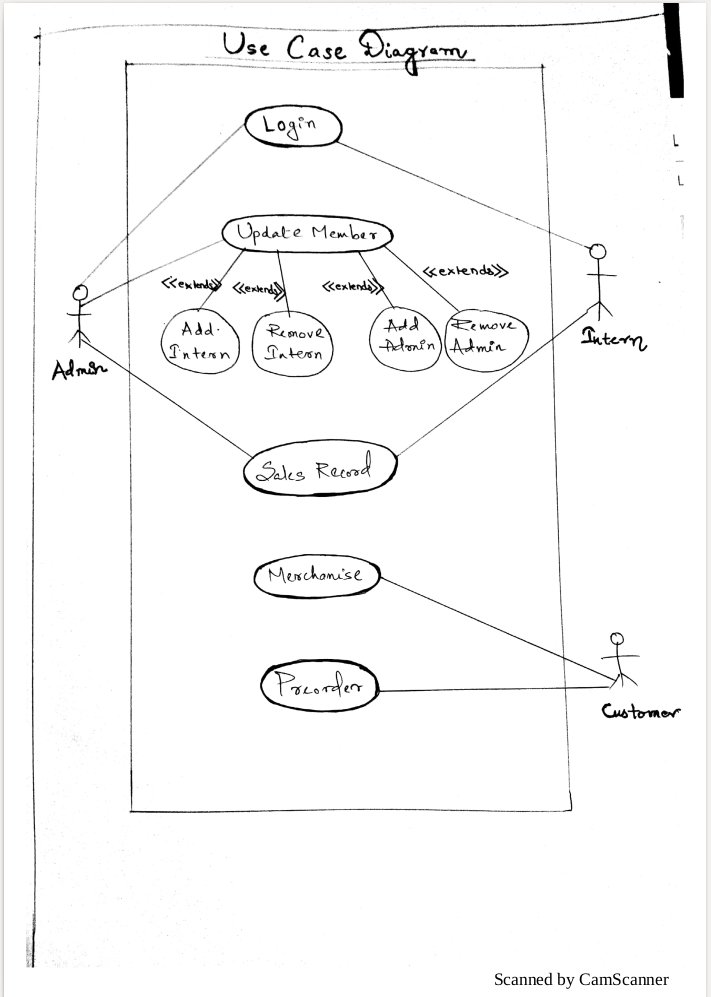 Use Case Diagram
Login
Update Member
<<extends>>
<<extends>>
<<extends>>
<<extends>>
Add
Intern
Remove
Intern
Add
Admin
Remove
Admin
Admin
Intern
Sales Record
Merchanise
Preorder
Customer
Scanned by CamScanner